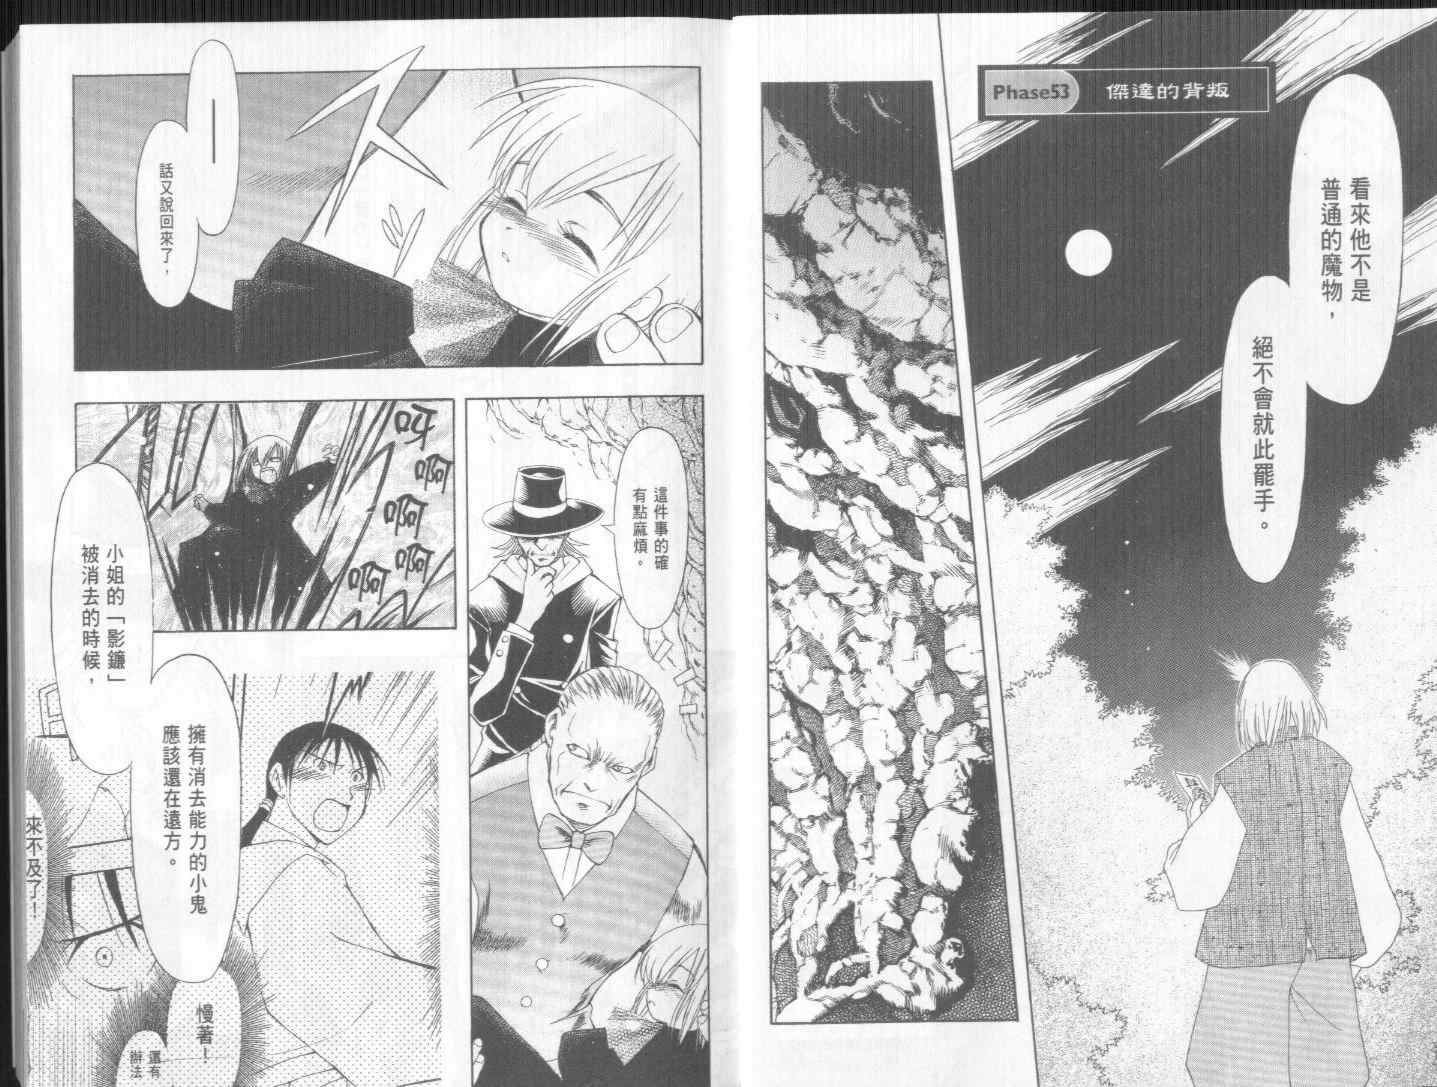 Phase53 傑達的背叛
看來他不是
普通的魔物，
絕不會就此罷手。
——
話又說回來了，
這件事的確
有點麻煩。
呀啊啊啊啊
小姐的「影鐮」
被消去的時候，
擁有消去能力的小鬼
應該還在遠方。
慢著！
還有
辦法
來不及了！